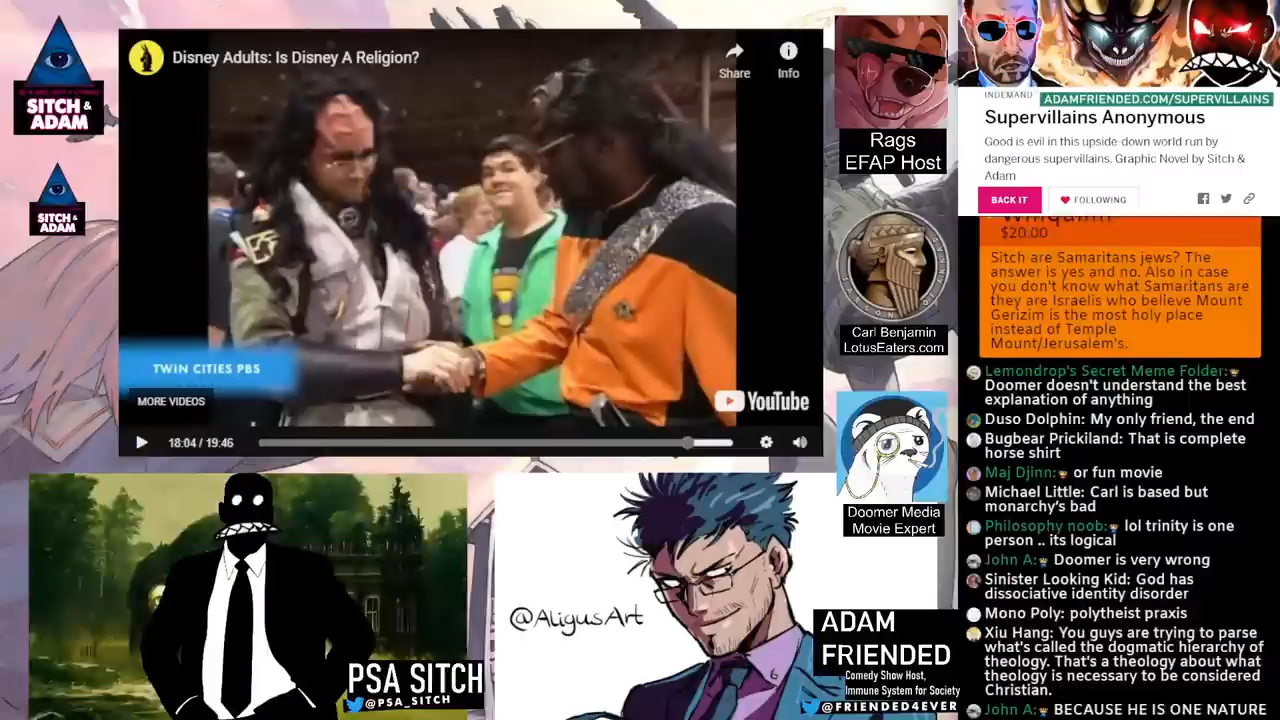 SITCH &
ADAM
SITCH &
ADAM
Disney Adults: Is Disney A Religion?
Share
Info
TWIN CITIES PBS
MORE VIDEOS
YouTube
18:04 / 19:46
Rags
EFAP Host
Carl Benjamin
LotusEaters.com
Doomer Media
Movie Expert
@AligusArt
PSA SITCH
@PSA_SITCH
ADAM
FRIENDED
Comedy Show Host,
Immune System for Society
@FRIENDED4EVER
INDEMAND
ADAMFRIENDED.COM/SUPERVILLAINS
Supervillains Anonymous
Good is evil in this upside-down world run by
dangerous supervillains. Graphic Novel by Sitch &
Adam
BACK IT
FOLLOWING
$20.00
Sitch are Samaritans jews? The
answer is yes and no. Also in case
you don't know what Samaritans are
they are Israelis who believe Mount
Gerizim is the most holy place
instead of Temple
Mount/Jerusalem's.
Lemondrop's Secret Meme Folder:
Doomer doesn't understand the best
explanation of anything
Duso Dolphin: My only friend, the end
Bugbear Prickiland: That is complete
horse shirt
Maj Djinn: or fun movie
Michael Little: Carl is based but
monarchy's bad
Philosophy noob: lol trinity is one
person .. its logical
John A: Doomer is very wrong
Sinister Looking Kid: God has
dissociative identity disorder
Mono Poly: polytheist praxis
Xiu Hang: You guys are trying to parse
what's called the dogmatic hierarchy of
theology. That's a theology about what
theology is necessary to be considered
Christian.
John A: BECAUSE HE IS ONE NATURE